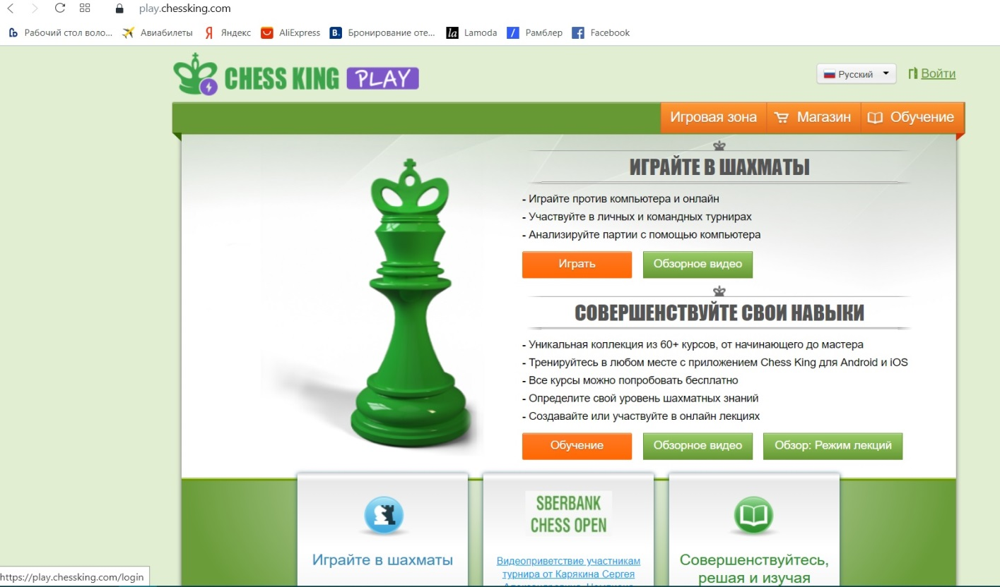 play.chessking.com
Рабочий стол воло... Авиабилеты Яндекс AliExpress Бронирование оте... Lamoda Рамблер Facebook
CHESS KING PLAY
Русский Войти
Игровая зона Магазин Обучение
ИГРАЙТЕ В ШАХМАТЫ
- Играйте против компьютера и онлайн
- Участвуйте в личных и командных турнирах
- Анализируйте партии с помощью компьютера
Играть Обзорное видео
СОВЕРШЕНСТВУЙТЕ СВОИ НАВЫКИ
- Уникальная коллекция из 60+ курсов, от начинающего до мастера
- Тренируйтесь в любом месте с приложением Chess King для Android и iOS
- Все курсы можно попробовать бесплатно
- Определите свой уровень шахматных знаний
- Создавайте или участвуйте в онлайн лекциях
Обучение Обзорное видео Обзор: Режим лекций
SBERBANK
CHESS OPEN
Играйте в шахматы
Видеоприветствие участникам
турнира от Карякина Сергея
Совершенствуйтесь,
решая и изучая
https://play.chessking.com/login